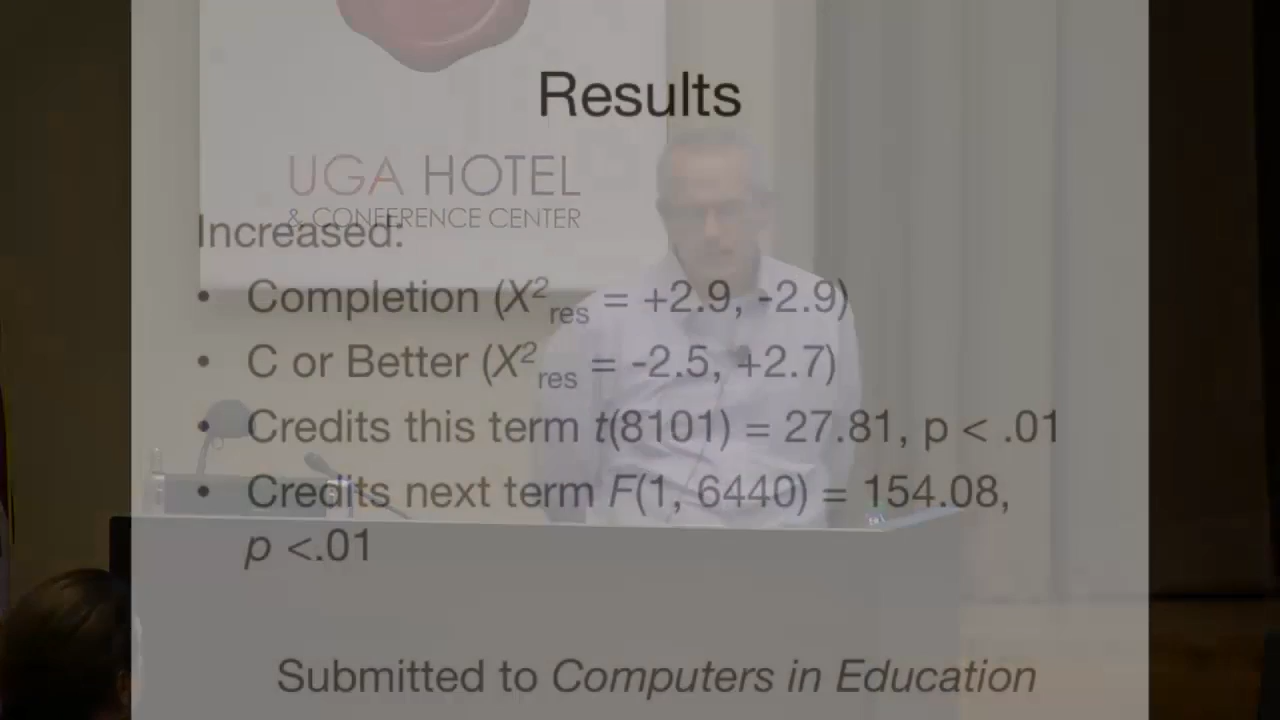 Results
UGA HOTEL
& CONFERENCE CENTER
Increased:
• Completion (X²res = +2.9, -2.9)
• C or Better (X²res = -2.5, +2.7)
• Credits this term t(8101) = 27.81, p < .01
• Credits next term F(1, 6440) = 154.08,
p <.01
Submitted to Computers in Education